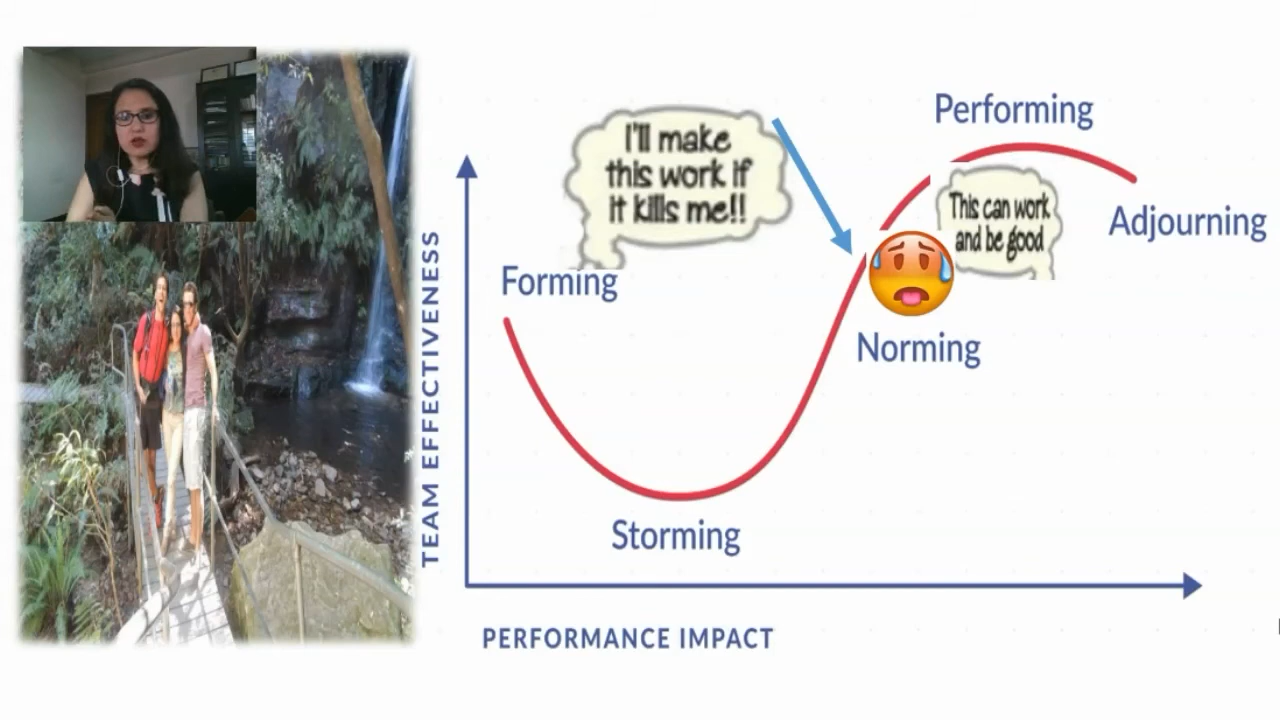 Performing
I'll make
this work if
it kills me!!
This can work
and be good
Adjourning
Forming
Norming
Storming
TEAM EFFECTIVENESS
PERFORMANCE IMPACT